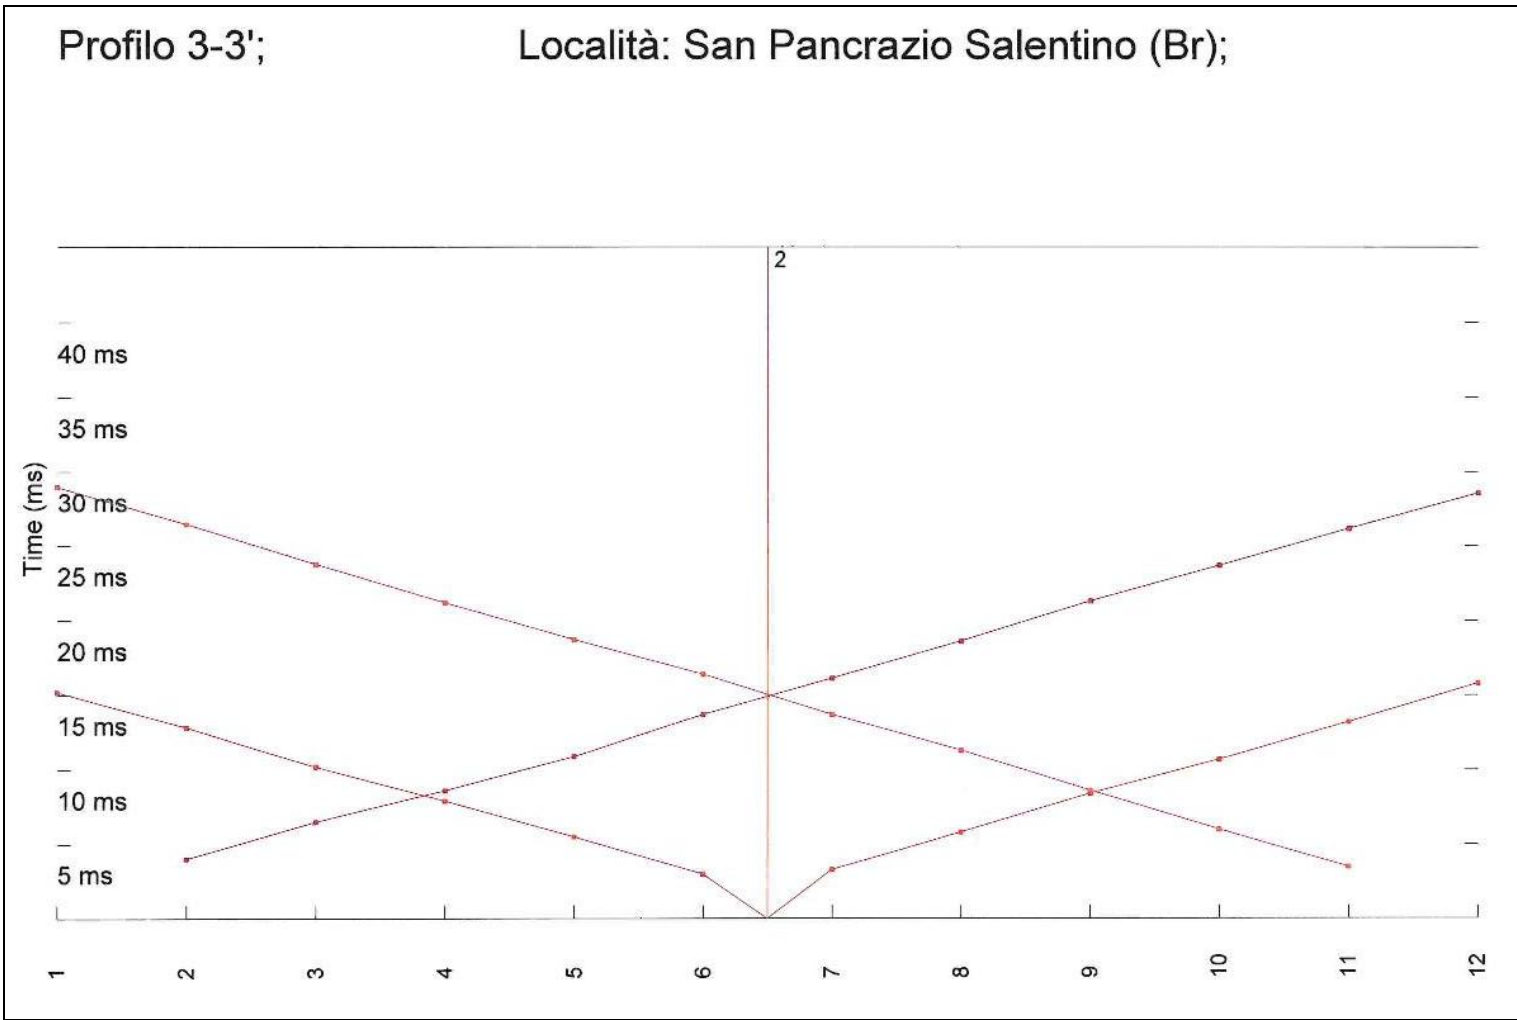 Profilo 3-3'; Località: San Pancrazio Salentino (Br);
2
40 ms
35 ms
30 ms
25 ms
20 ms
15 ms
10 ms
5 ms
Time (ms)
1 2 3 4 5 6 7 8 9 10 11 12